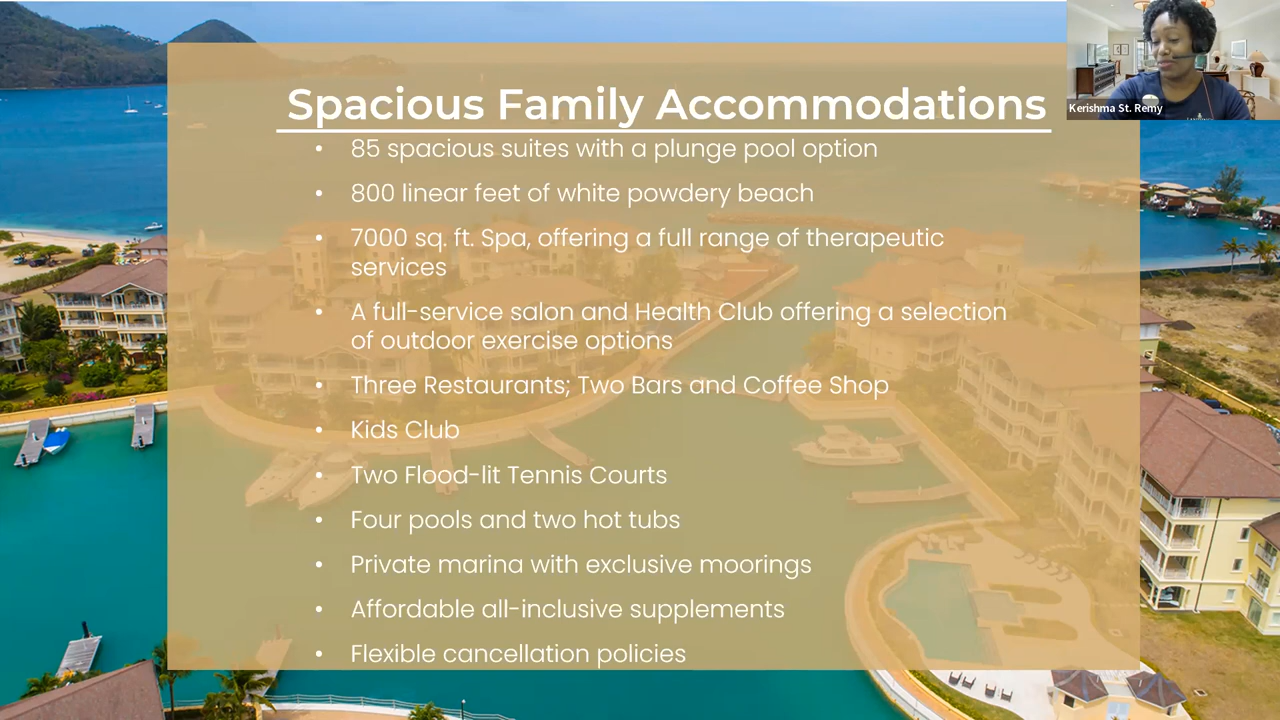 Spacious Family Accommodations
• 85 spacious suites with a plunge pool option
• 800 linear feet of white powdery beach
• 7000 sq. ft. Spa, offering a full range of therapeutic
services
• A full-service salon and Health Club offering a selection
of outdoor exercise options
• Three Restaurants; Two Bars and Coffee Shop
• Kids Club
• Two Flood-lit Tennis Courts
• Four pools and two hot tubs
• Private marina with exclusive moorings
• Affordable all-inclusive supplements
• Flexible cancellation policies
Kerishma St. Remy